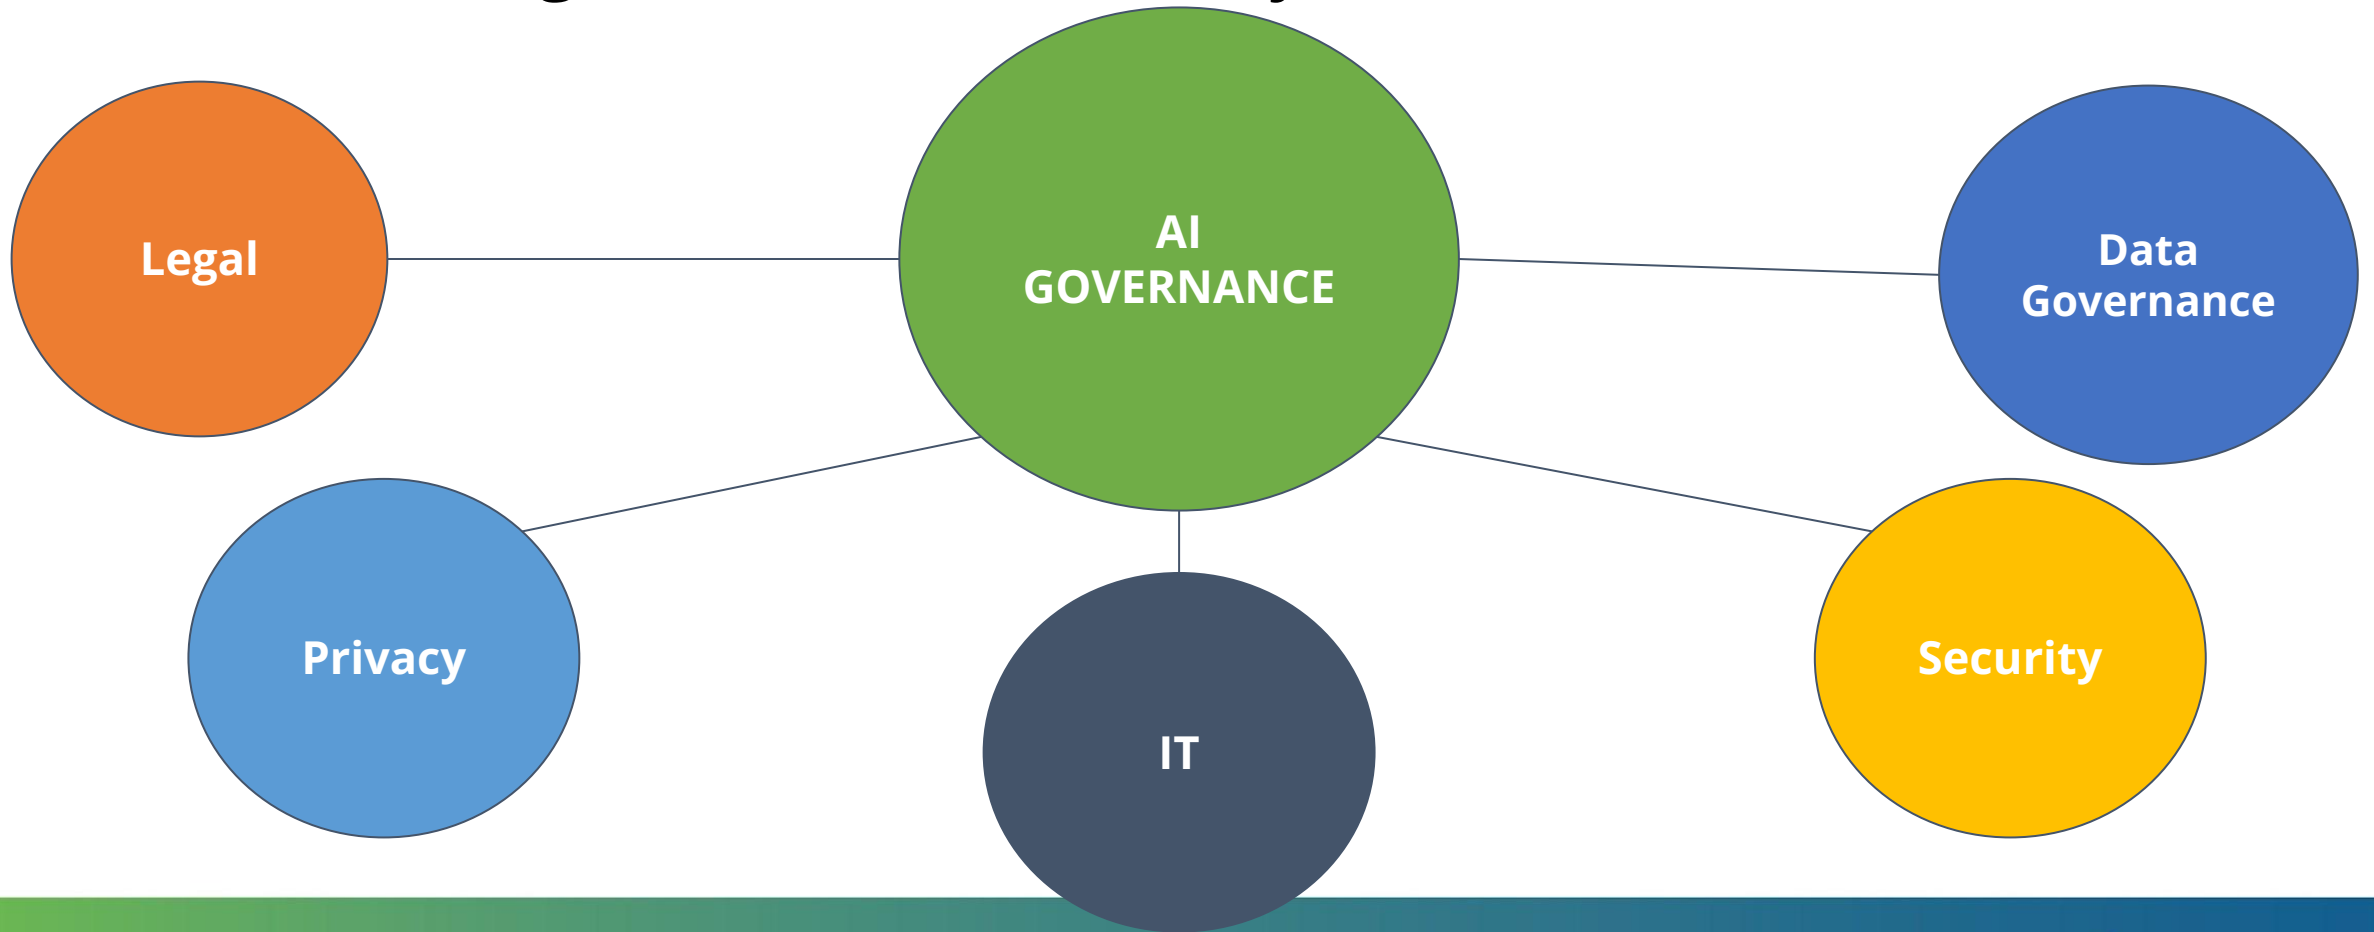 AI
GOVERNANCE
Legal
Data
Governance
Privacy
Security
IT